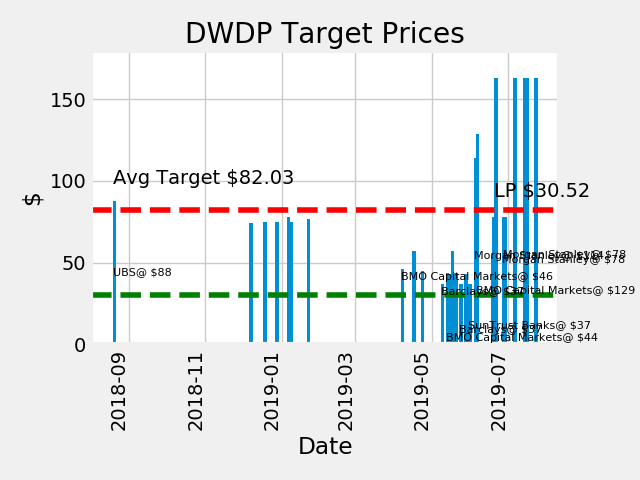 DWDP Target Prices
150
100
50
0
$
Avg Target $82.03
LP $30.52
UBS@ $88
Morgan Stanley@ $78
Morgan Stanley@ $78
BMO Capital Markets@ $46
Barclays@ $37
BMO Capital Markets@ $129
SunTrust Banks@ $37
Barclays@ $37
BMO Capital Markets@ $44
2018-09
2018-11
2019-01
2019-03
2019-05
2019-07
Date